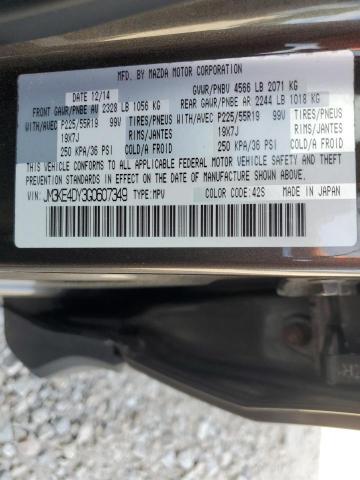 MFD. BY MAZDA MOTOR CORPORATION
DATE 12/14 GVWR/PNBV 4566 LB 2071 KG
FRONT GAWR/PNBE AV 2328 LB 1056 KG REAR GAWR/PNBE AR 2244 LB 1018 KG
WITH/AVEC P225/55R19 99V TIRES/PNEUS WITH/AVEC P225/55R19 99V TIRES/PNEUS
19X7J RIMS/JANTES 19X7J RIMS/JANTES
250 KPA/36 PSI COLD/A FROID 250 KPA/36 PSI COLD/A FROID
THIS VEHICLE CONFORMS TO ALL APPLICABLE FEDERAL MOTOR VEHICLE SAFETY, BUMPER,
AND THEFT PREVENTION STANDARDS IN EFFECT ON THE DATE OF MANUFACTURE SHOWN ABOVE.
VIN: JM3KE4DY3G0607349 TYPE: MPV COLOR CODE: 42S MADE IN JAPAN